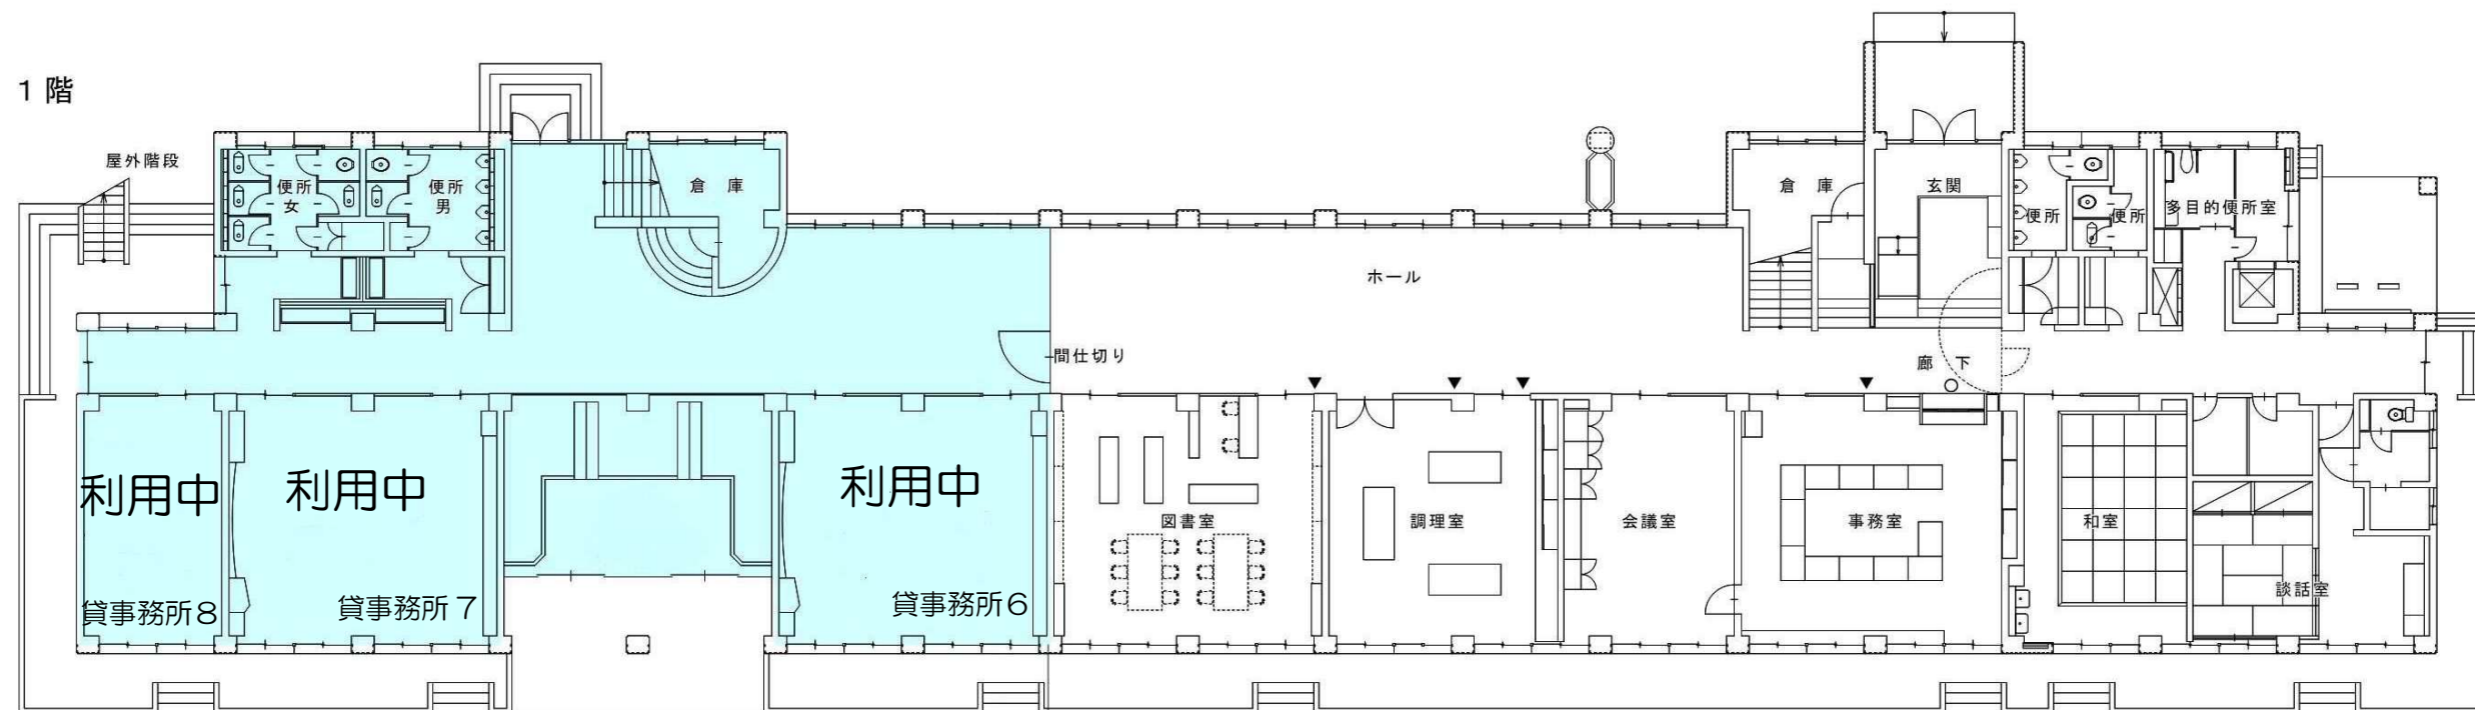 1階
屋外階段
便所
女
便所
男
倉 庫
倉 庫
玄関
便所
便所
多目的便所室
ホール
間仕切り
廊 下
利用中
利用中
利用中
図書室
調理室
会議室
事務室
和室
談話室
貸事務所8
貸事務所7
貸事務所6